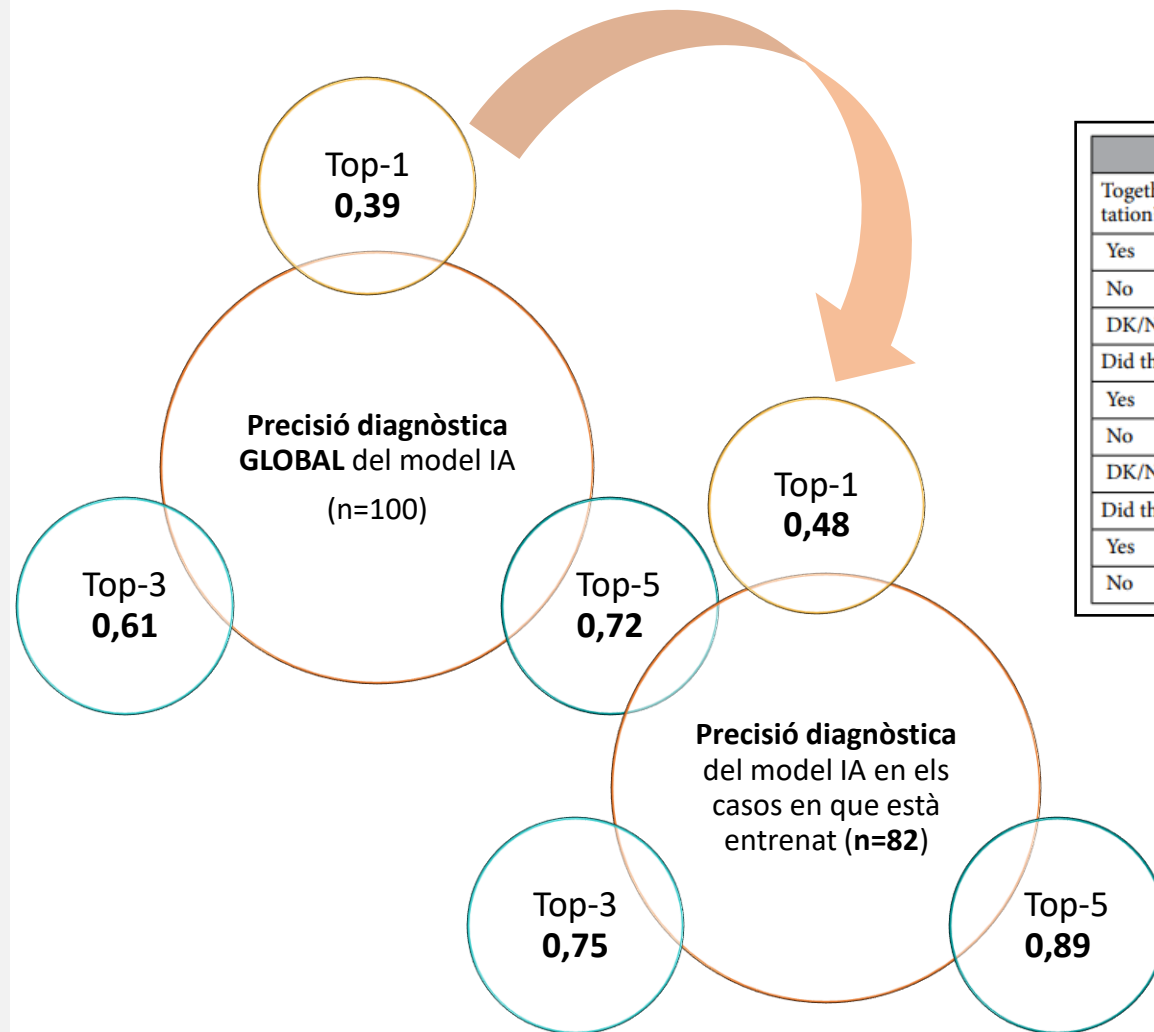 Top-1
0,39
Precisió diagnòstica
GLOBAL del model IA
(n=100)
Top-3
0,61
Top-5
0,72
Top-1
0,48
Precisió diagnòstica
del model IA en els
casos en que està
entrenat (n=82)
Top-3
0,75
Top-5
0,89
Yes
No
Did
Yes
No
Did
Yes
No